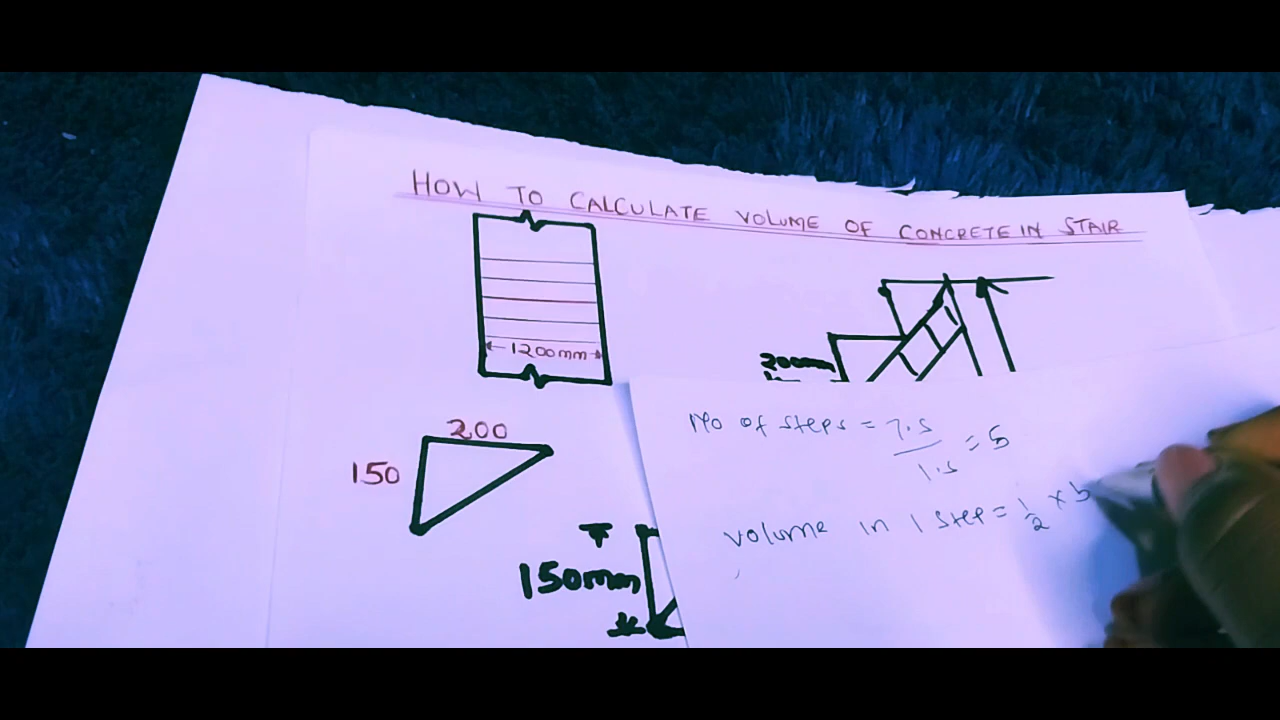 HOW TO CALCULATE VOLUME OF CONCRETE IN STAIR
1200mm
200mm
200
150
150mm
No of steps = 7.5/1.5 = 5
Volume in 1 step = 1/2 × b